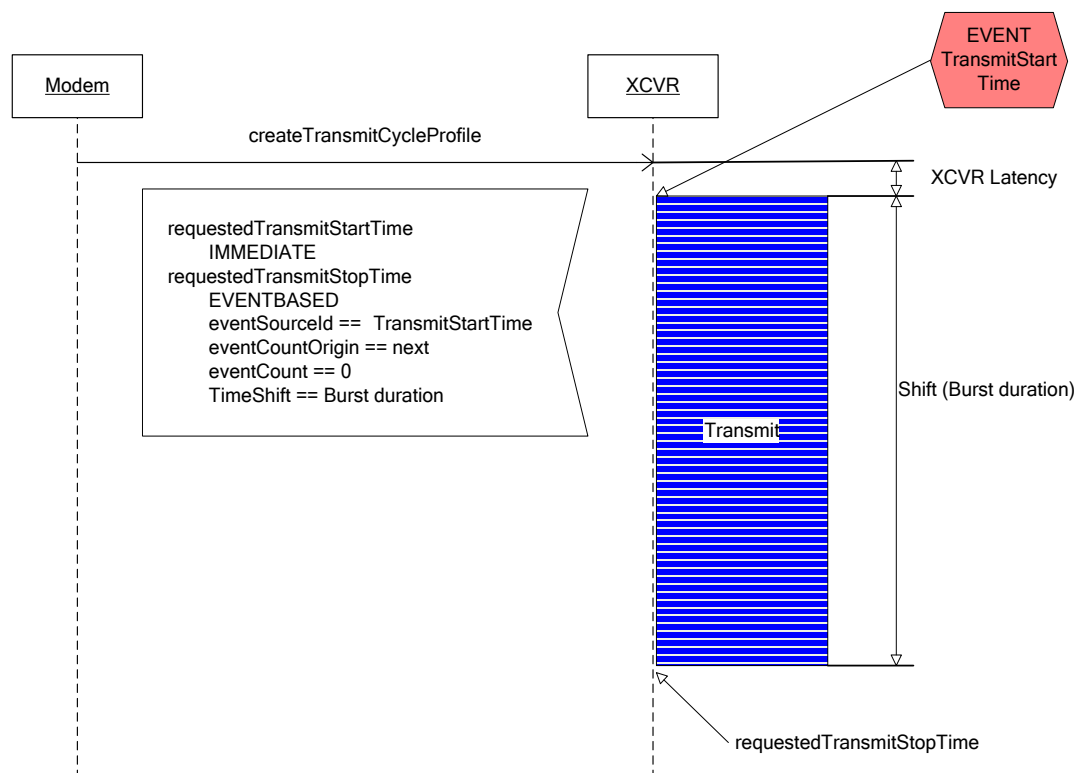 EVENT
TransmitStart
Time
Modem
XCVR
createTransmitCycleProfile
XCVR Latency
requestedTransmitStartTime
IMMEDIATE
requestedTransmitStopTime
EVENTBASED
eventSourceId == TransmitStartTime
eventCountOrigin == next
eventCount == 0
TimeShift == Burst duration
Shift (Burst duration)
Transmit
requestedTransmitStopTime